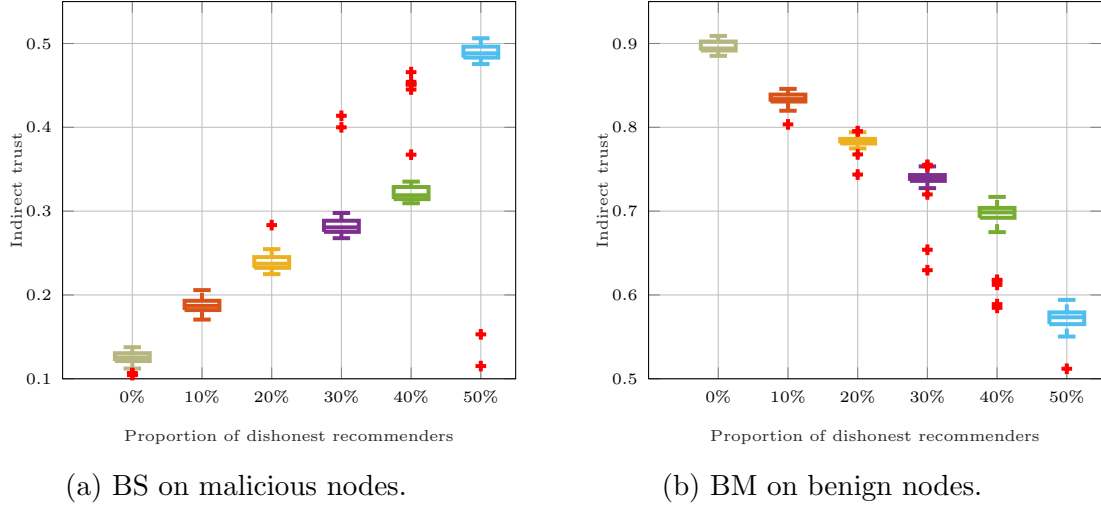 0.5
0.4
0.3
0.2
0.1
Indirect trust
0% 10% 20% 30% 40% 50%
Proportion of dishonest recommenders
(a) BS on malicious nodes.
0.9
0.8
0.7
0.6
0.5
Indirect trust
0% 10% 20% 30% 40% 50%
Proportion of dishonest recommenders
(b) BM on benign nodes.